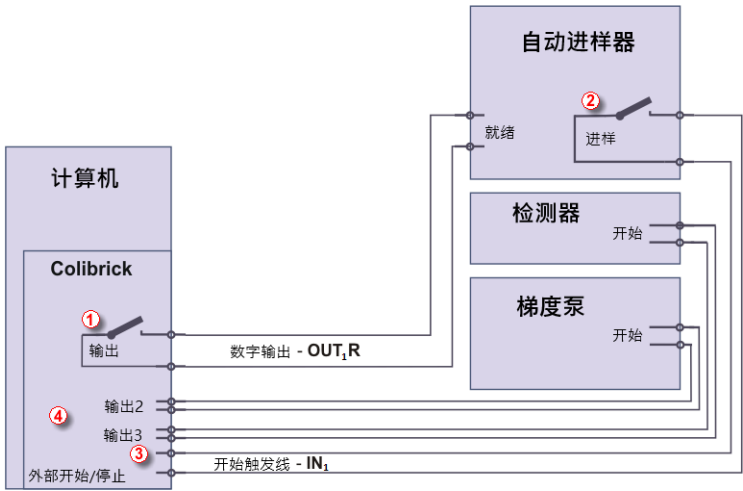 自动进样器
②
就绪
进样
计算机
检测器
开始
Colibrick
梯度泵
①
开始
输出
数字输出 - OUT₁R
输出2
④
输出3
③
开始触发线 - IN₁
外部开始/停止